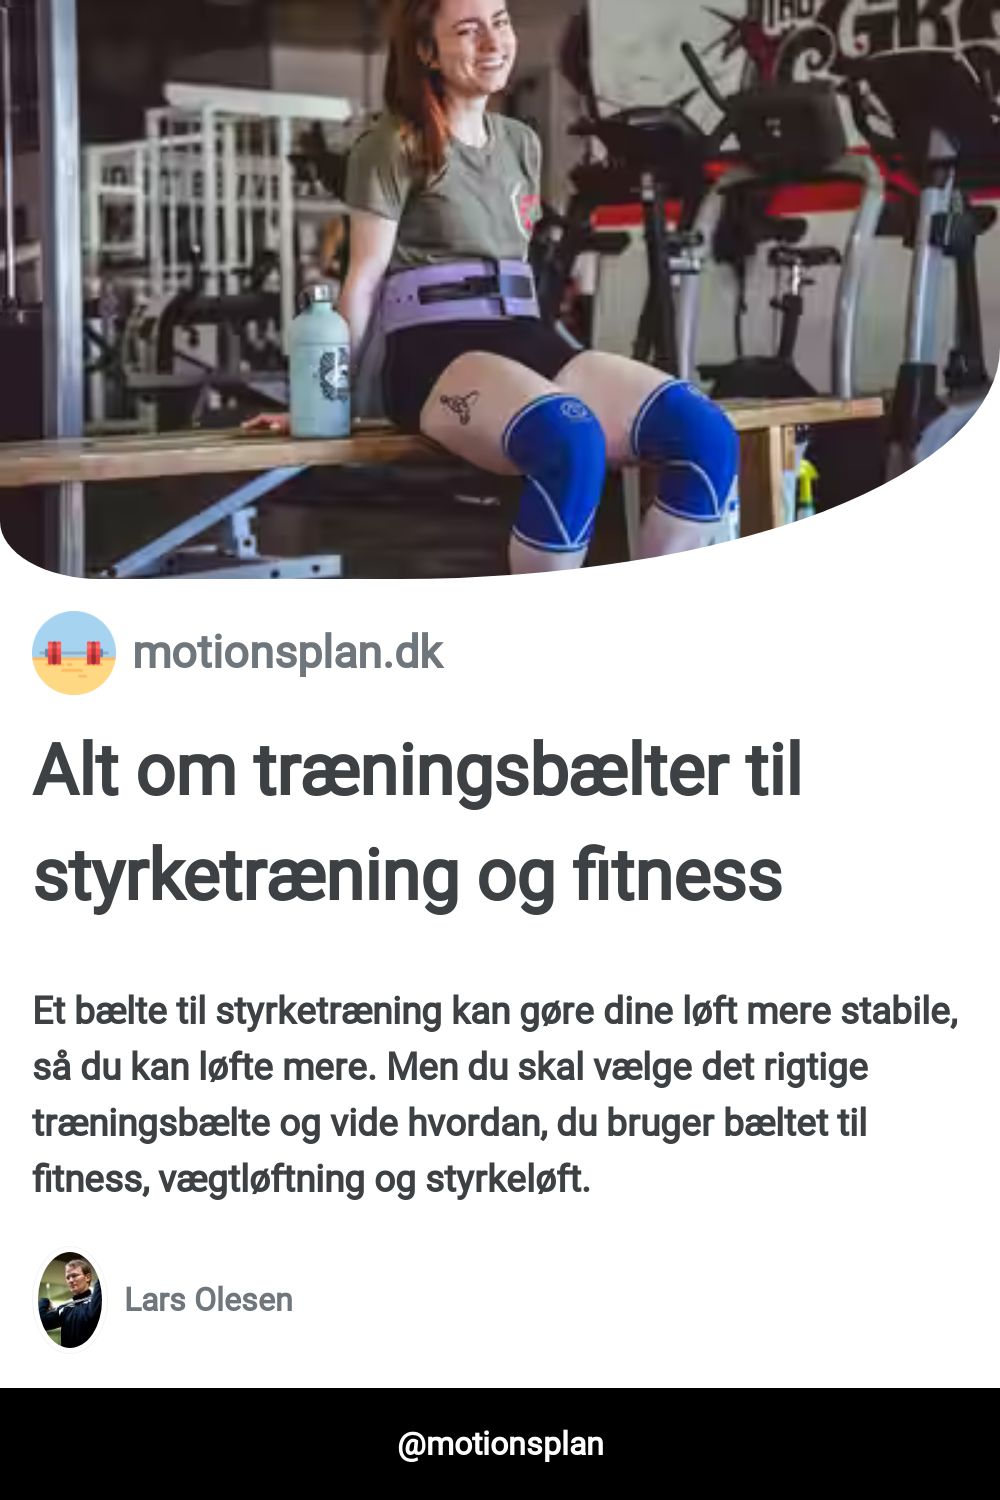 motionsplan.dk
Alt om træningsbælter til
styrketræning og fitness
Et bælte til styrketræning kan gøre dine løft mere stabile,
så du kan løfte mere. Men du skal vælge det rigtige
træningsbælte og vide hvordan, du bruger bæltet til
fitness, vægtløftning og styrkeløft.
Lars Olesen
@motionsplan